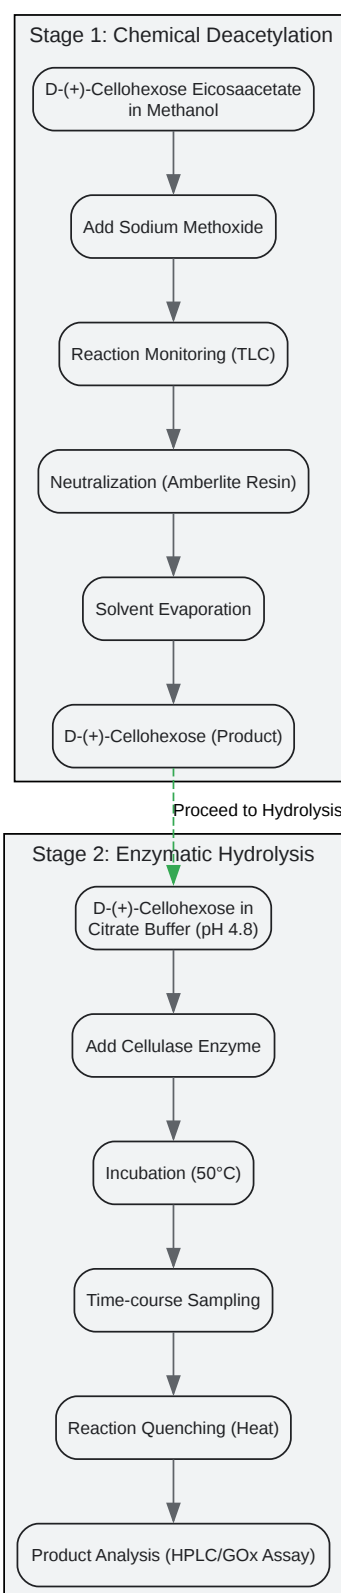 Stage 1: Chemical Deacetylation
D-(+)-Cellohexose Eicosaacetate
in Methanol
Add Sodium Methoxide
Reaction Monitoring (TLC)
Neutralization (Amberlite Resin)
Solvent Evaporation
D-(+)-Cellohexose (Product)
Proceed to Hydrolysis
Stage 2: Enzymatic Hydrolysis
D-(+)-Cellohexose in
Citrate Buffer (pH 4.8)
Add Cellulase Enzyme
Incubation (50°C)
Time-course Sampling
Reaction Quenching (Heat)
Product Analysis (HPLC/GOx Assay)